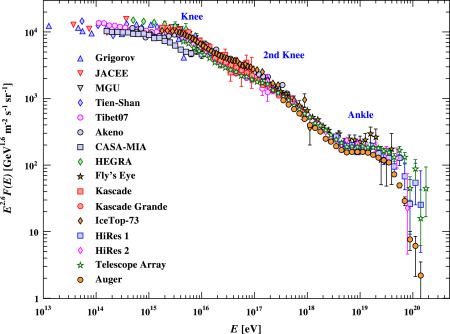 Knee
2nd Knee
Ankle
Grigorov
JACEE
MGU
Tien-Shan
Tibet07
Akeno
CASA-MIA
HEGRA
Fly's Eye
Kascade
Kascade Grande
IceTop-73
HiRes 1
HiRes 2
Telescope Array
Auger
E^2.6 F(E) [GeV^1.6 m^-2 s^-1 sr^-1]
10^4
10^3
10^2
10
1
10^13 10^14 10^15 10^16 10^17 10^18 10^19 10^20
E [eV]